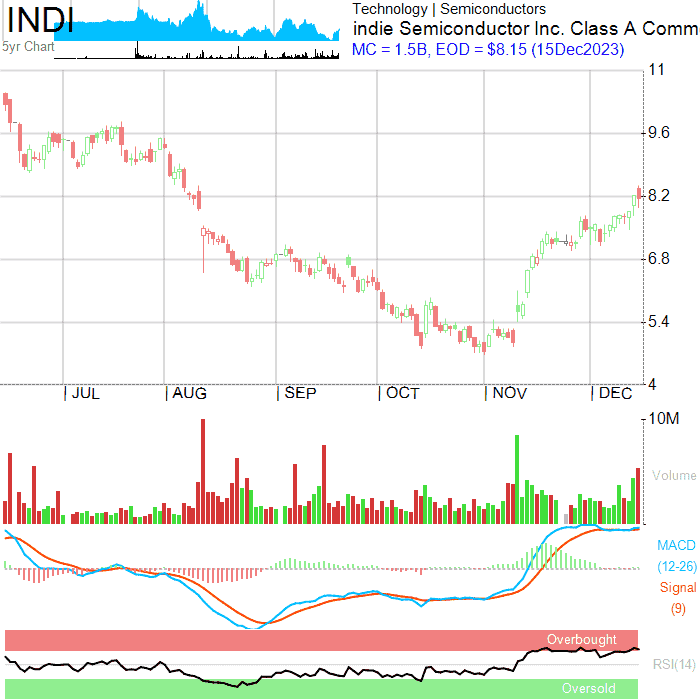 INDI
5yr Chart
Technology | Semiconductors
indie Semiconductor Inc. Class A Comm
MC = 1.5B, EOD = $8.15 (15Dec2023)
11
9.6
8.2
6.8
5.4
4
| JUL | AUG | SEP | OCT | NOV | DEC
10M
Volume
MACD
(12-26)
Signal
(9)
Overbought
RSI(14)
Oversold